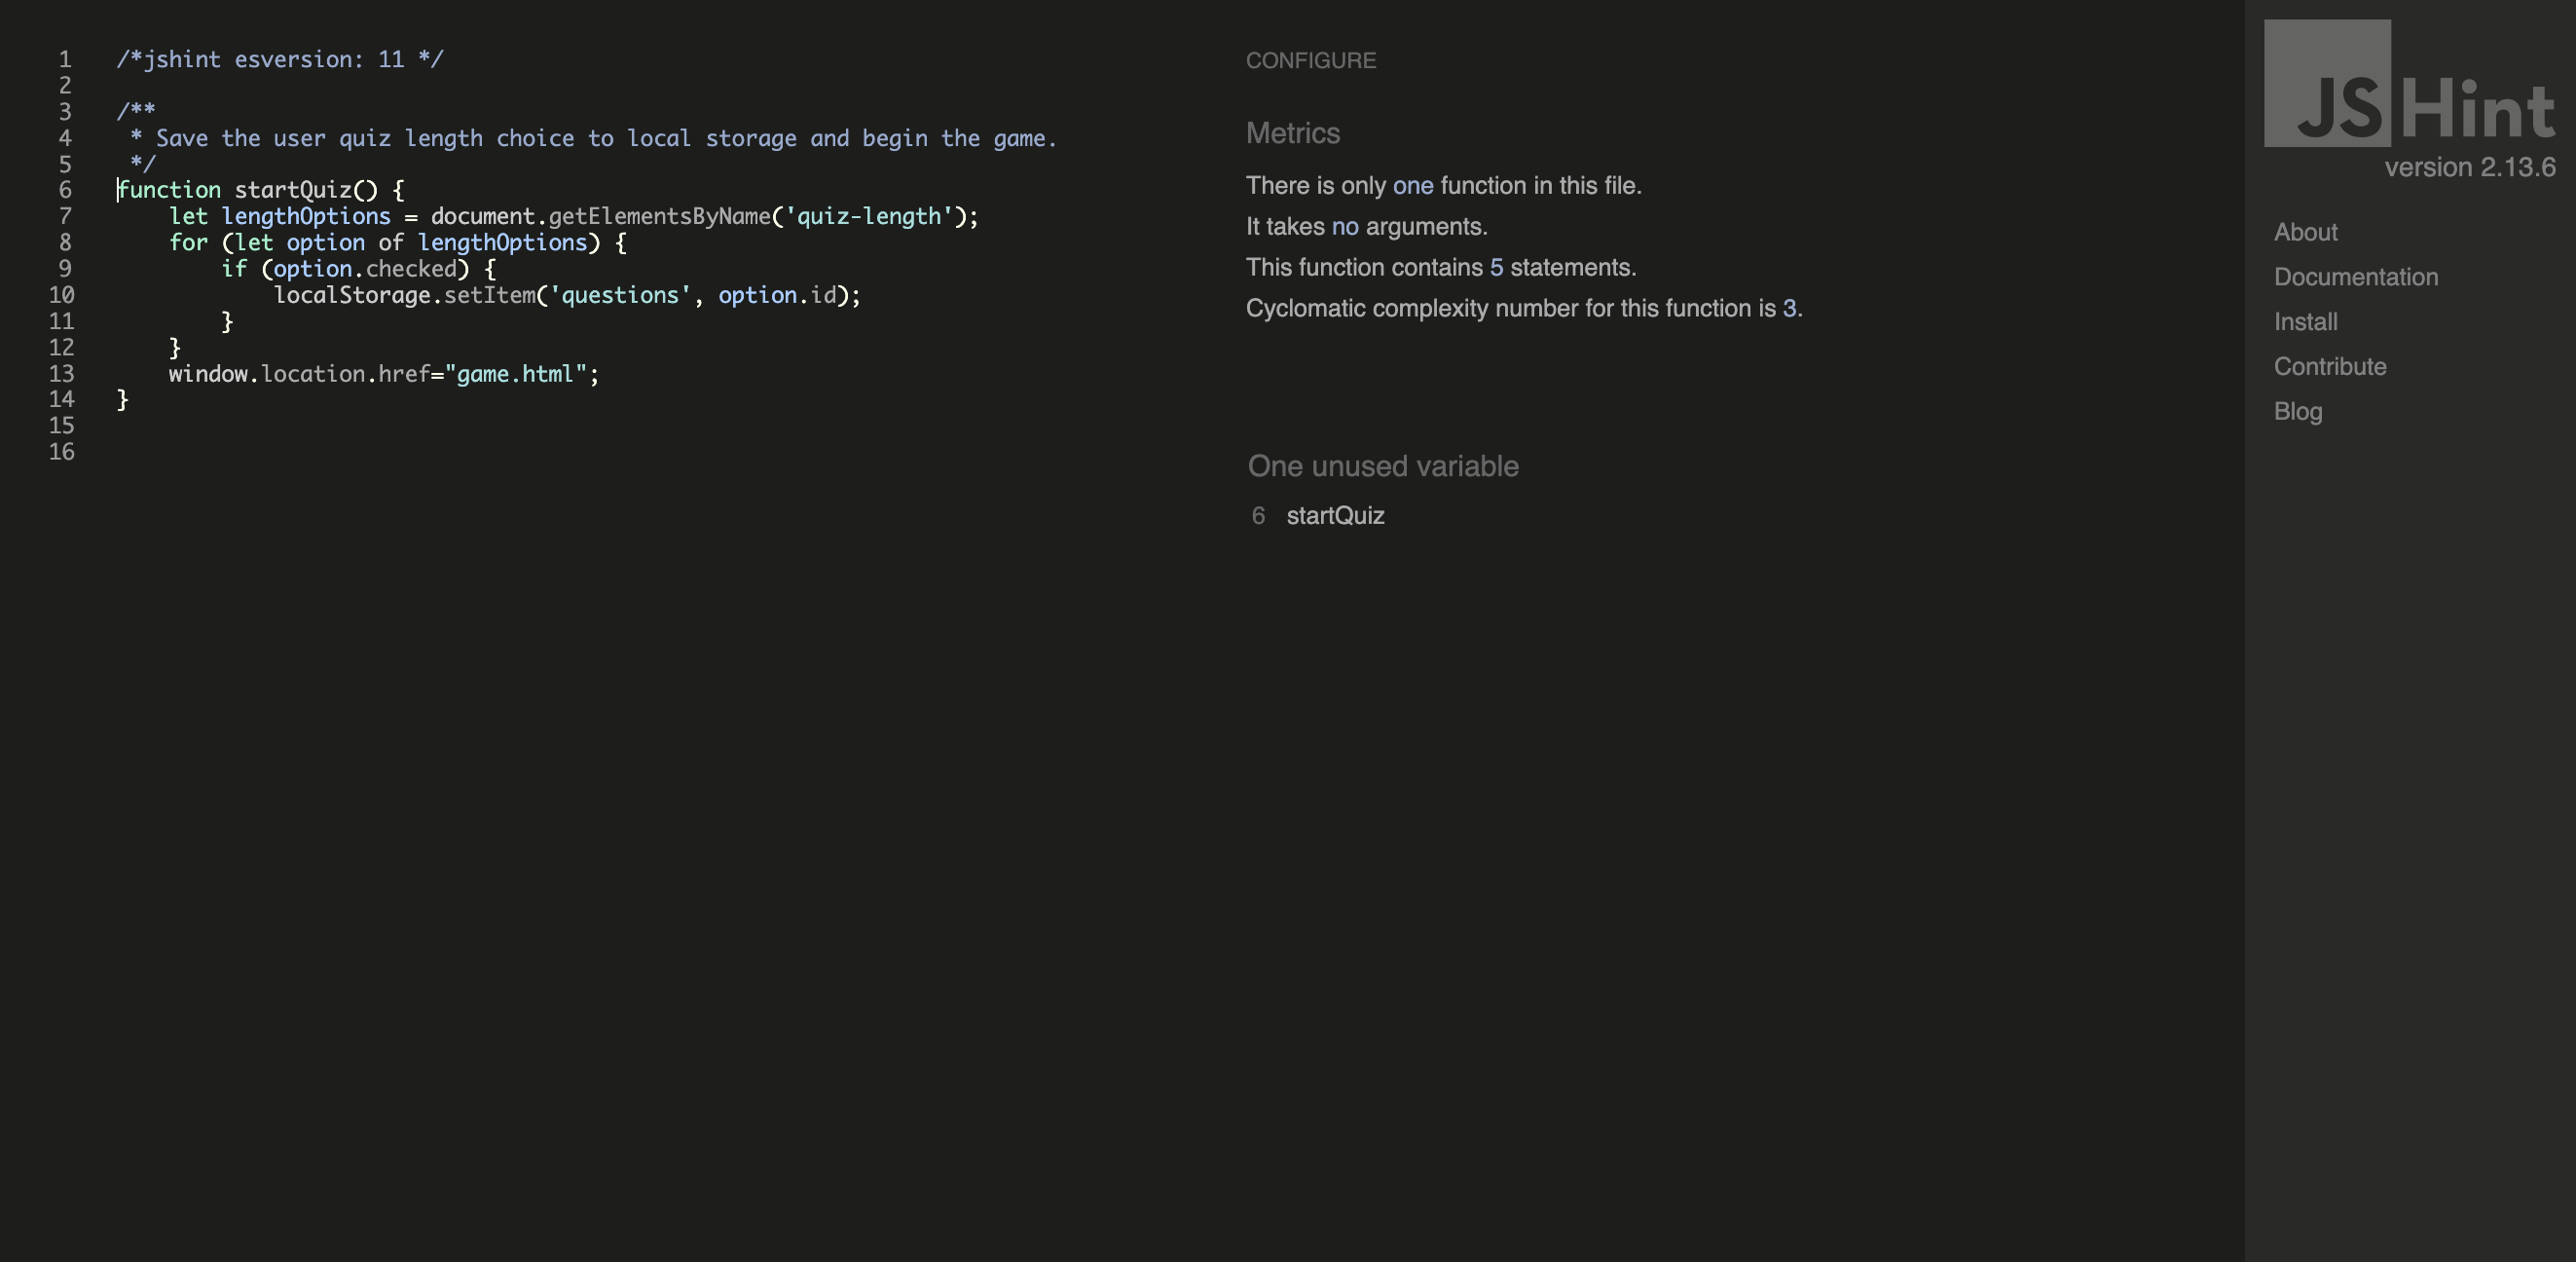 1 /*jshint esversion: 11 */
2
3 /**
4  * Save the user quiz length choice to local storage and begin the game.
5  */
6 function startQuiz() {
7     let lengthOptions = document.getElementsByName('quiz-length');
8     for (let option of lengthOptions) {
9         if (option.checked) {
10             localStorage.setItem('questions', option.id);
11         }
12     }
13     window.location.href="game.html";
14 }
15
16
CONFIGURE
Metrics
There is only one function in this file.
It takes no arguments.
This function contains 5 statements.
Cyclomatic complexity number for this function is 3.
One unused variable
6 startQuiz
JSHint
version 2.13.6
About
Documentation
Install
Contribute
Blog